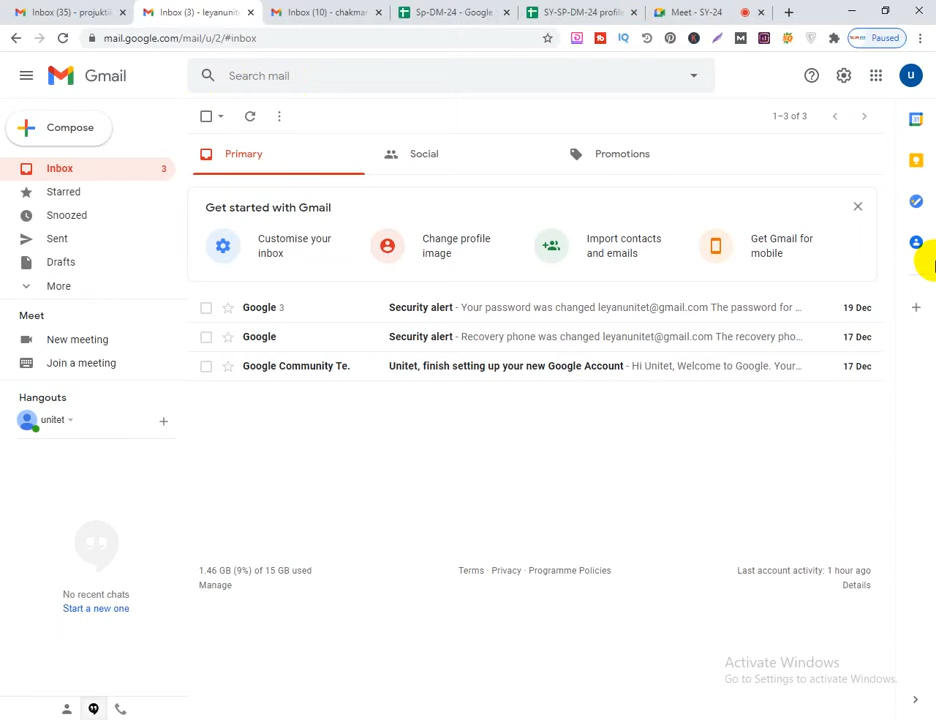 Inbox (35) - projuktil
Inbox (3) - leyanunit
Inbox (10) - chakma
Sp-DM-24 - Google
SY-SP-DM-24 profile
Meet - SY-24
mail.google.com/mail/u/2/#inbox
Paused
Gmail
Search mail
u
Compose
1–3 of 3
Inbox 3
Primary
Social
Promotions
Starred
Snoozed
Sent
Drafts
More
Get started with Gmail
Customise your inbox
Change profile image
Import contacts and emails
Get Gmail for mobile
Google 3 Security alert - Your password was changed leyanunitet@gmail.com The password for ... 19 Dec
Google Security alert - Recovery phone was changed leyanunitet@gmail.com The recovery pho... 17 Dec
Google Community Te. Unitet, finish setting up your new Google Account - Hi Unitet, Welcome to Google. Your... 17 Dec
Meet
New meeting
Join a meeting
Hangouts
unitet
No recent chats
Start a new one
1.46 GB (9%) of 15 GB used
Manage
Terms · Privacy · Programme Policies
Last account activity: 1 hour ago
Details
Activate Windows
Go to Settings to activate Windows.